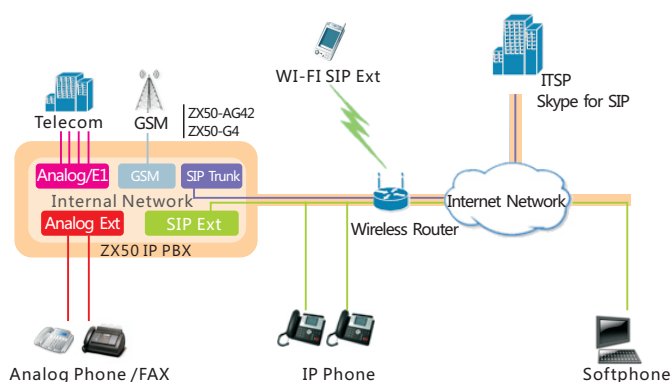 WI-FI SIP Ext
ITSP
Skype for SIP
Telecom
GSM
ZX50-AG42
ZX50-G4
Analog/E1
GSM
SIP Trunk
Internal Network
Analog Ext
SIP Ext
ZX50 IP PBX
Wireless Router
Internet Network
Analog Phone /FAX
IP Phone
Softphone